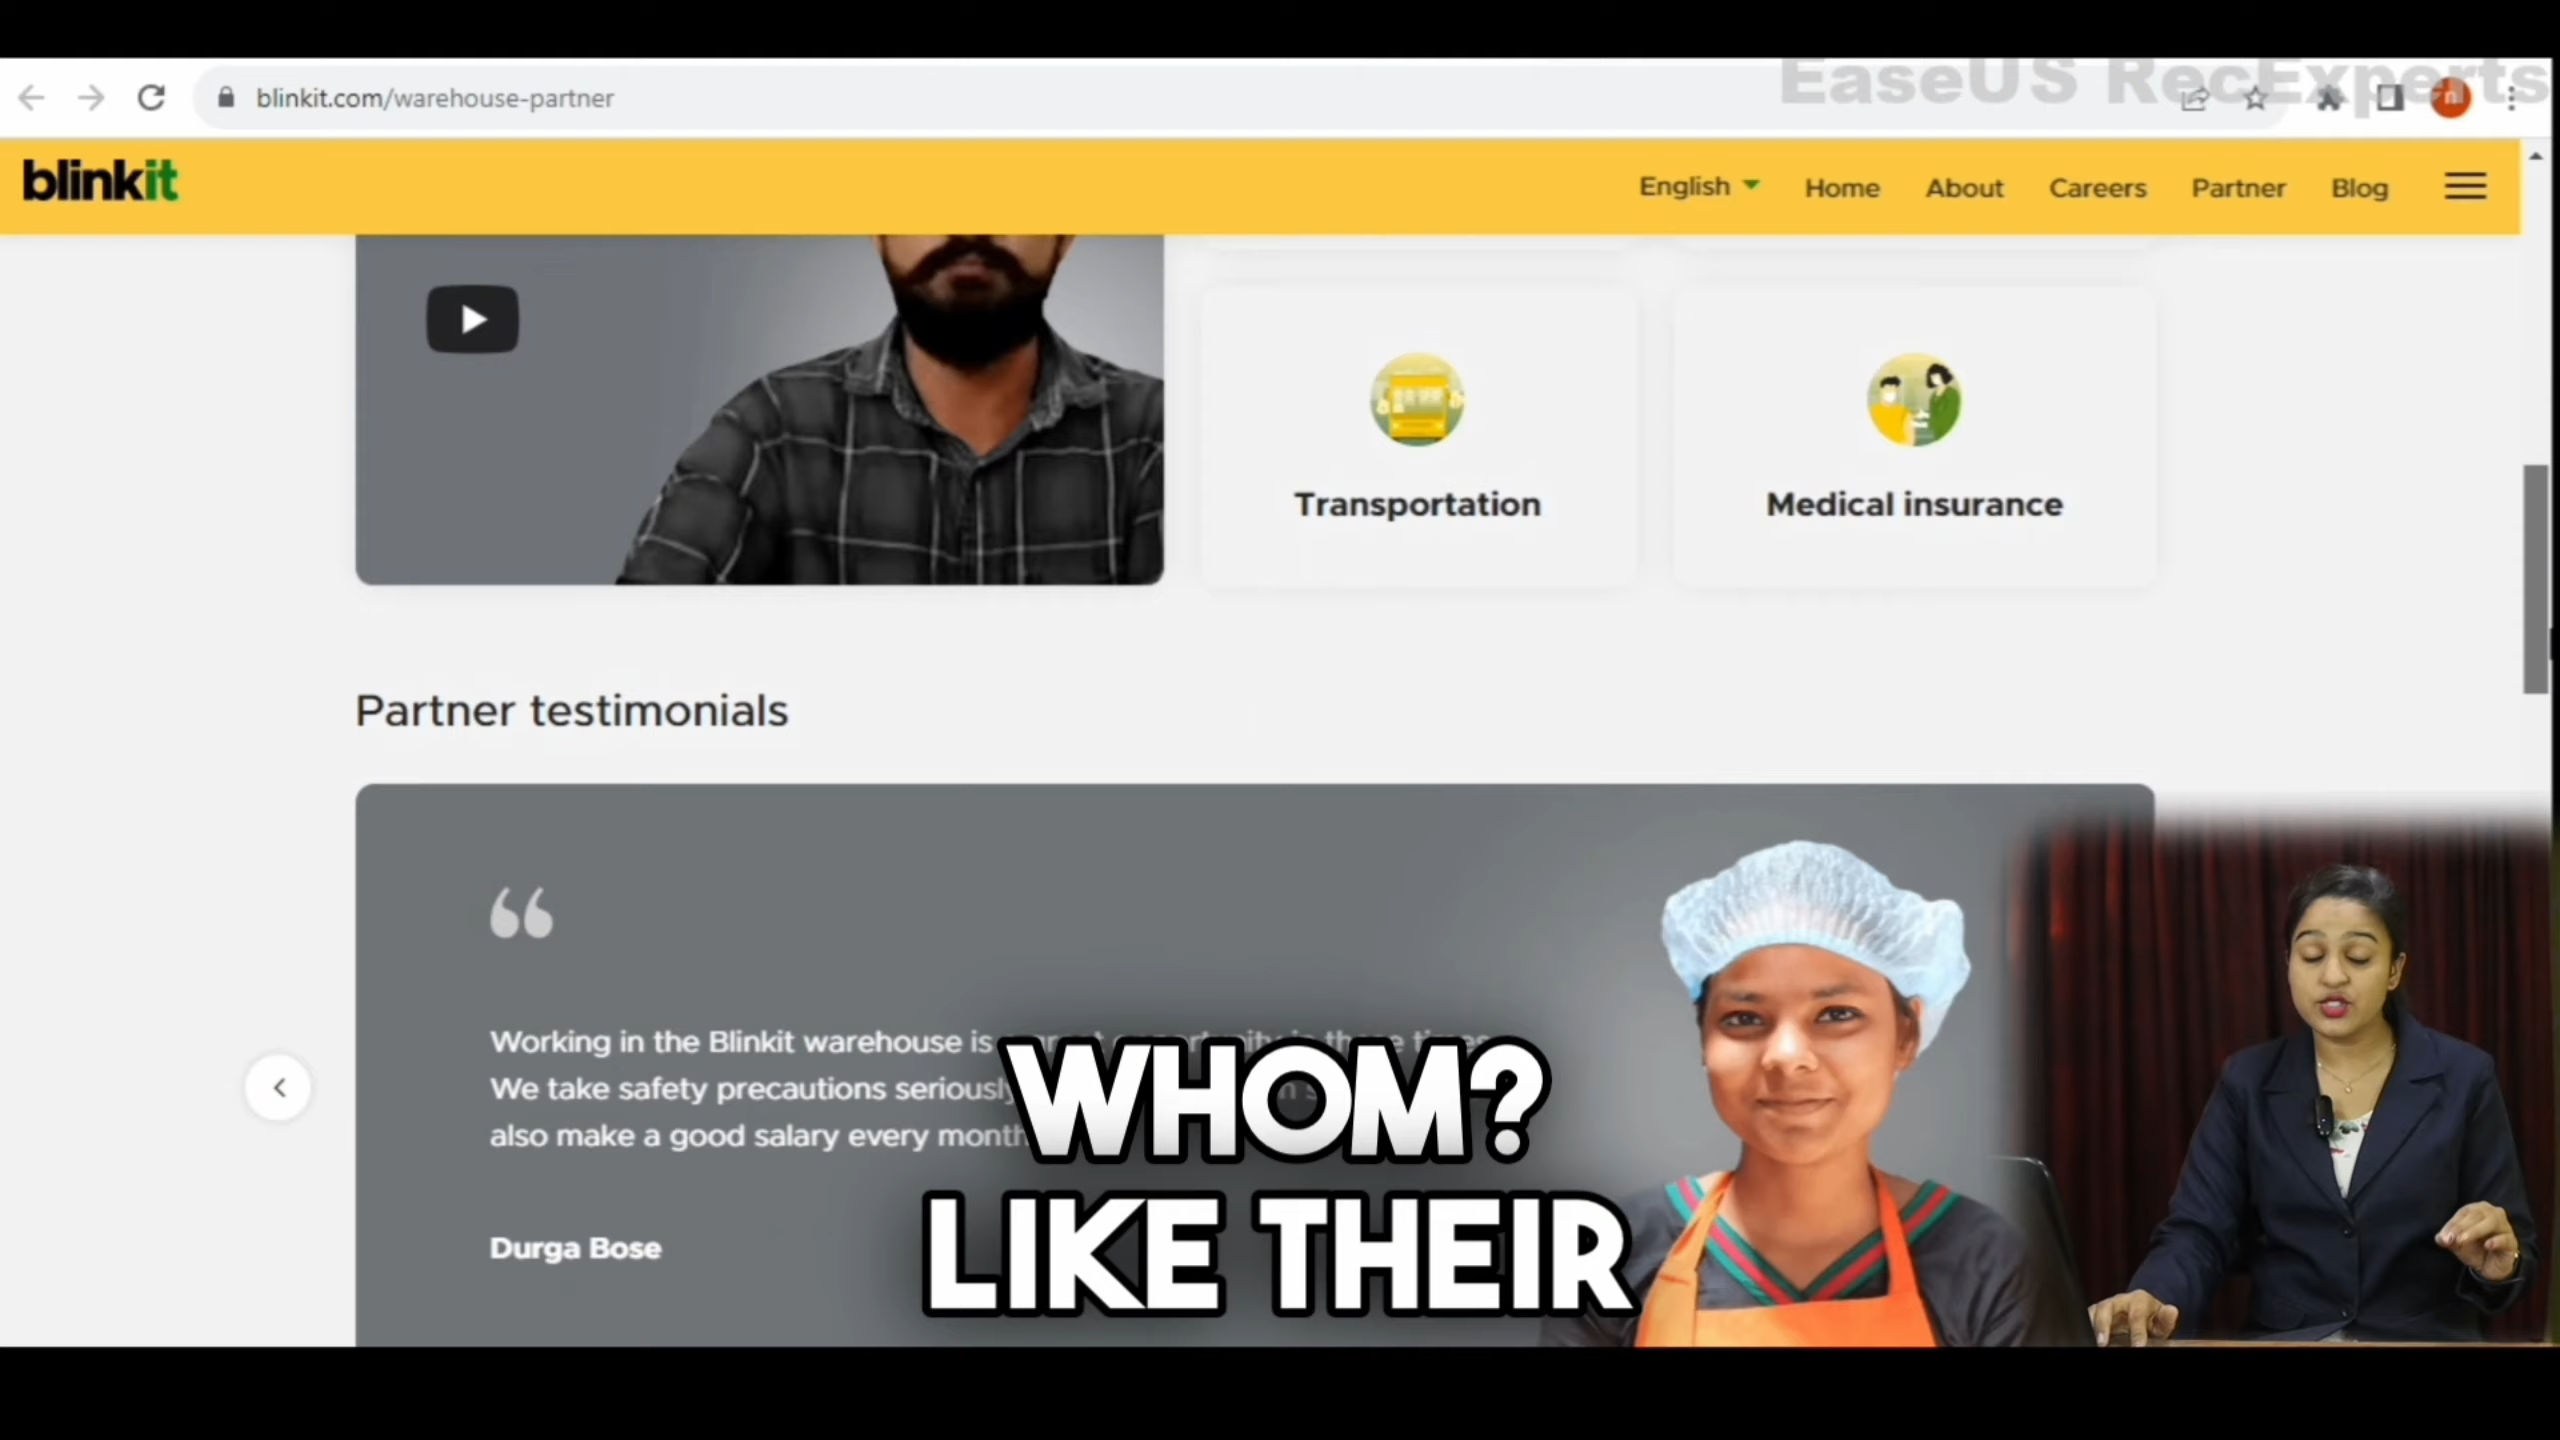 EaseUS RecExperts
blinkit.com/warehouse-partner
blinkit
English Home About Careers Partner Blog
Transportation
Medical insurance
Partner testimonials
Working in the Blinkit warehouse is
We take safety precautions seriously
also make a good salary every month
Durga Bose
WHOM?
LIKE THEIR